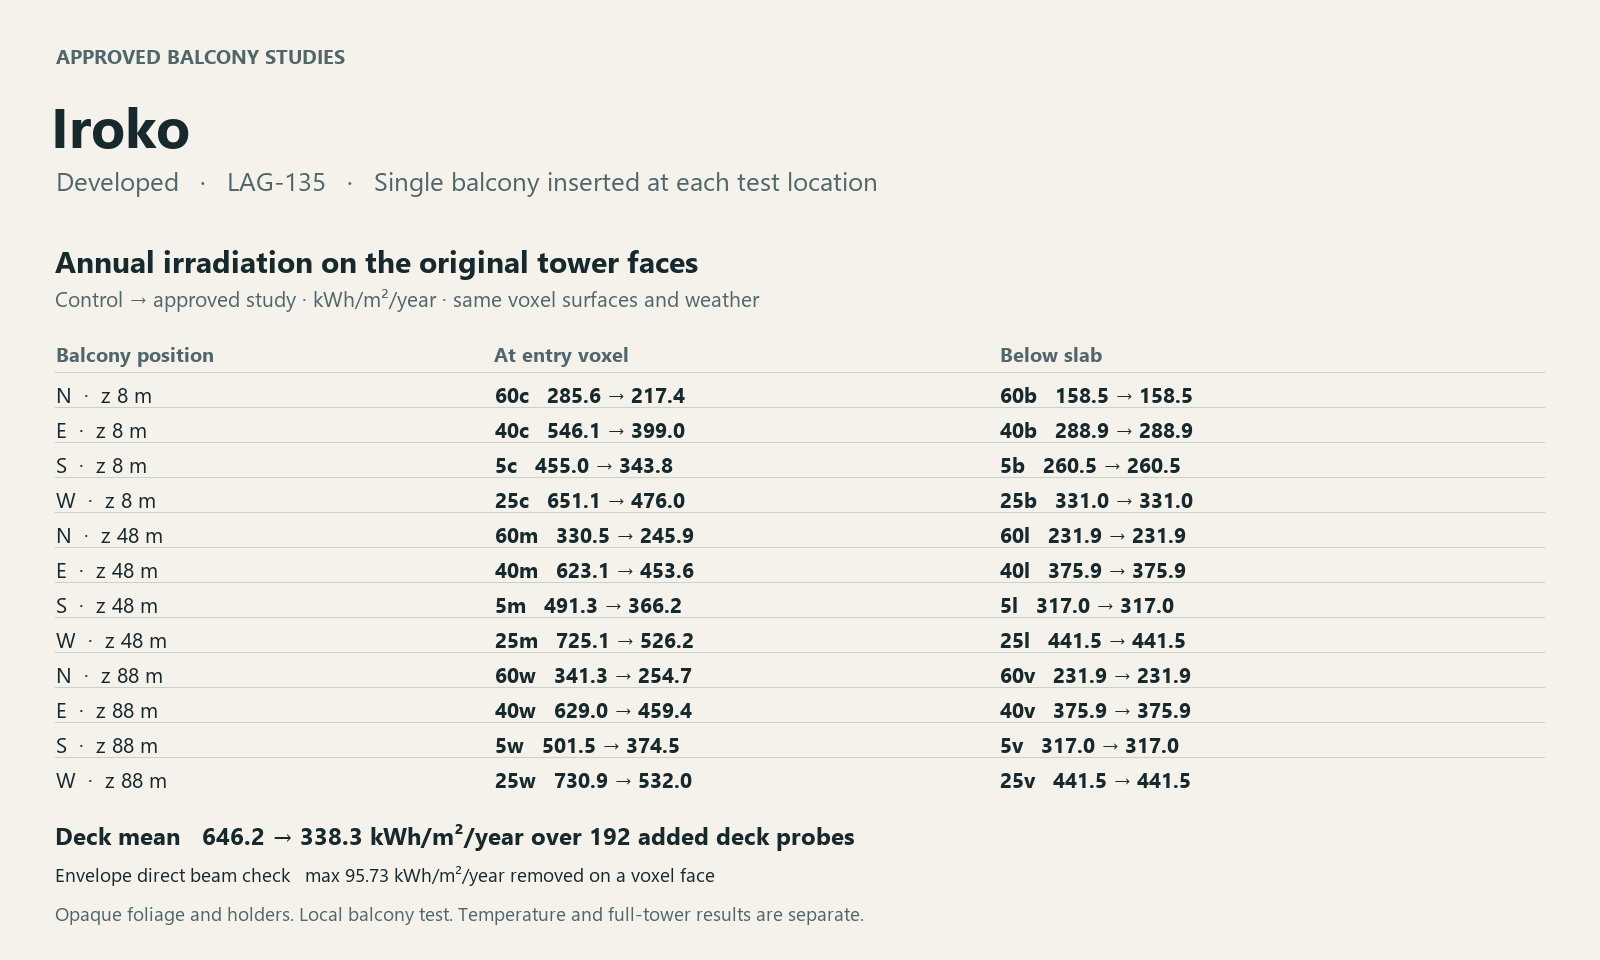 APPROVED BALCONY STUDIES
Iroko
Developed · LAG-135 · Single balcony inserted at each test location
Annual irradiation on the original tower faces
Control → approved study · kWh/m²/year · same voxel surfaces and weather
Balcony position At entry voxel Below slab
N · z 8 m 60c 285.6 → 217.4 60b 158.5 → 158.5
E · z 8 m 40c 546.1 → 399.0 40b 288.9 → 288.9
S · z 8 m 5c 455.0 → 343.8 5b 260.5 → 260.5
W · z 8 m 25c 651.1 → 476.0 25b 331.0 → 331.0
N · z 48 m 60m 330.5 → 245.9 60l 231.9 → 231.9
E · z 48 m 40m 623.1 → 453.6 40l 375.9 → 375.9
S · z 48 m 5m 491.3 → 366.2 5l 317.0 → 317.0
W · z 48 m 25m 725.1 → 526.2 25l 441.5 → 441.5
N · z 88 m 60w 341.3 → 254.7 60v 231.9 → 231.9
E · z 88 m 40w 629.0 → 459.4 40v 375.9 → 375.9
S · z 88 m 5w 501.5 → 374.5 5v 317.0 → 317.0
W · z 88 m 25w 730.9 → 532.0 25v 441.5 → 441.5
Deck mean 646.2 → 338.3 kWh/m²/year over 192 added deck probes
Envelope direct beam check max 95.73 kWh/m²/year removed on a voxel face
Opaque foliage and holders. Local balcony test. Temperature and full-tower results are separate.